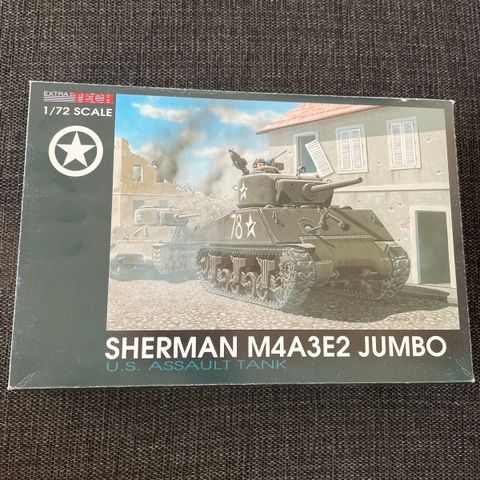 EXTRA TECH
1/72 SCALE
78
SHERMAN M4A3E2 JUMBO
U.S. ASSAULT TANK